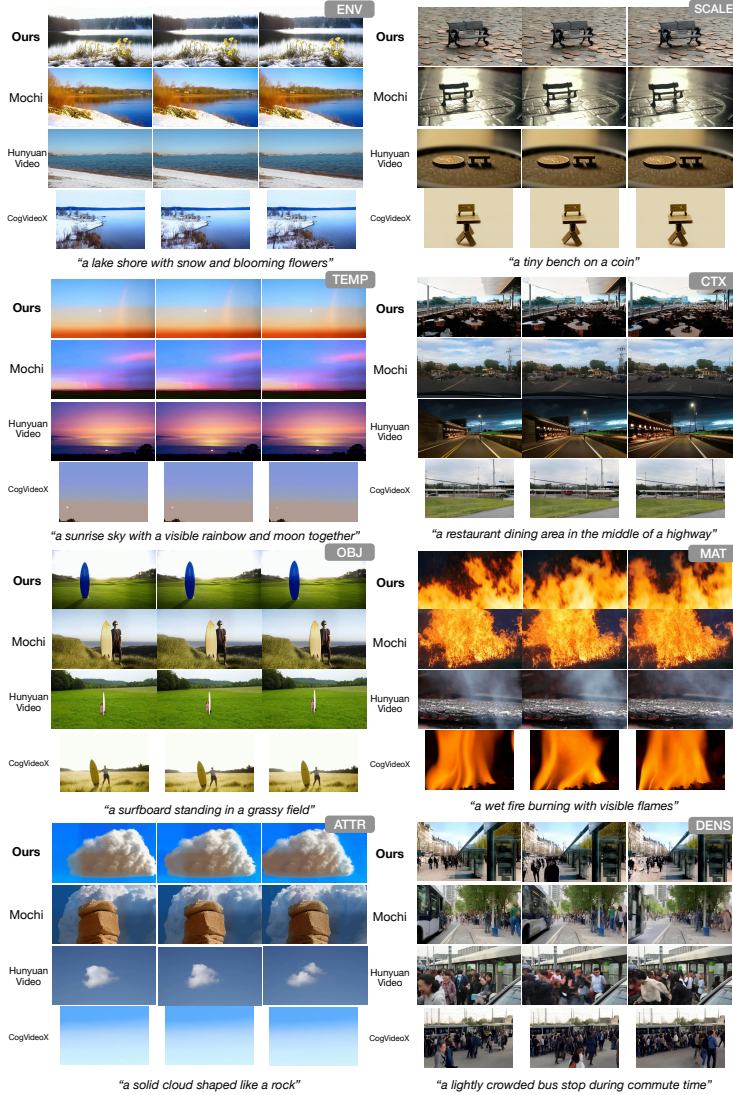 ENV
Ours
Mochi
Hunyuan
Video
CogVideoX
“a lake shore with snow and blooming flowers”
SCALE
Ours
Mochi
Hunyuan
Video
CogVideoX
“a tiny bench on a coin”
TEMP
Ours
Mochi
Hunyuan
Video
CogVideoX
“a sunrise sky with a visible rainbow and moon together”
CTX
Ours
Mochi
Hunyuan
Video
CogVideoX
“a restaurant dining area in the middle of a highway”
OBJ
Ours
Mochi
Hunyuan
Video
CogVideoX
“a surfboard standing in a grassy field”
MAT
Ours
Mochi
Hunyuan
Video
CogVideoX
“a wet fire burning with visible flames”
ATTR
Ours
Mochi
Hunyuan
Video
CogVideoX
“a solid cloud shaped like a rock”
DENS
Ours
Mochi
Hunyuan
Video
CogVideoX
“a lightly crowded bus stop during commute time”